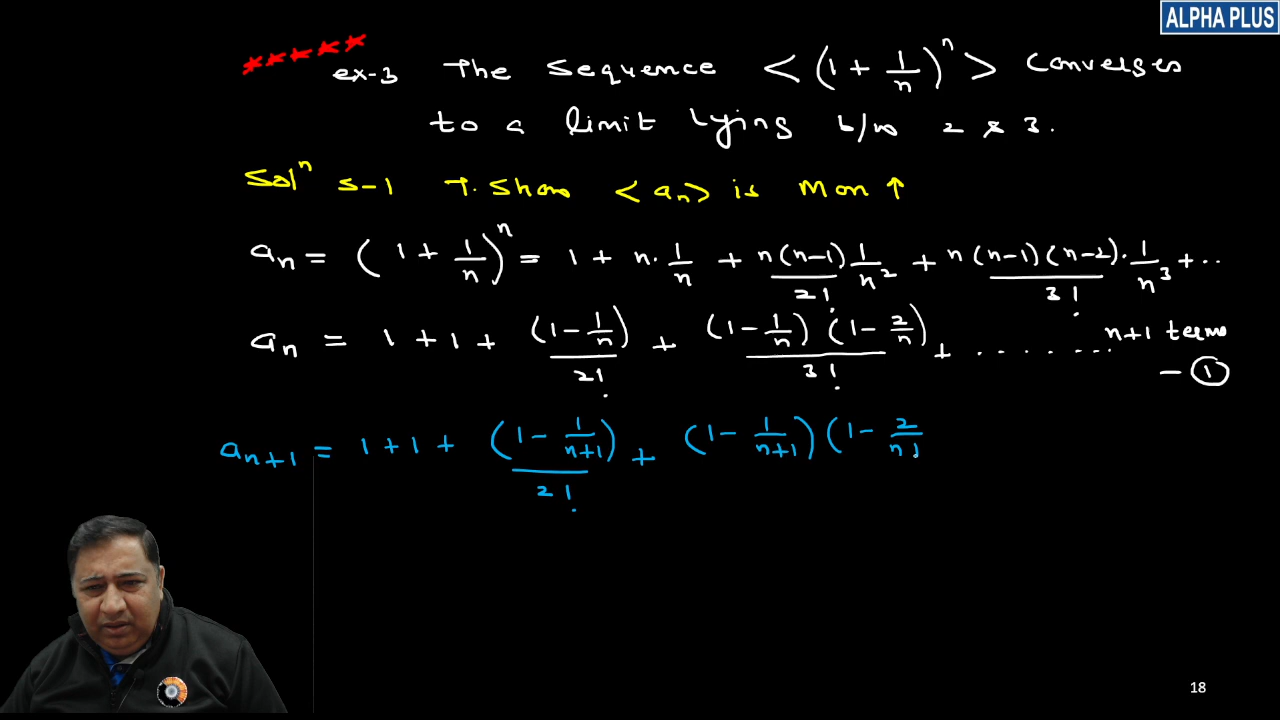 ALPHA PLUS
***** ex-3 The sequence <(1 + 1/n)^n> converges
to a limit lying b/w 2 & 3.
Sol^n s-1 T. Show <a_n> is Mon ↑
a_n = (1 + 1/n)^n = 1 + n. 1/n + n(n-1)/2! 1/n^2 + n(n-1)(n-2)/3! . 1/n^3 + ..
a_n = 1 + 1 + (1 - 1/n)/2! + (1 - 1/n)(1 - 2/n)/3! + ........ n+1 terms
- ①
a_n+1 = 1 + 1 + (1 - 1/n+1)/2! + (1 - 1/n+1)(1 - 2/n
18